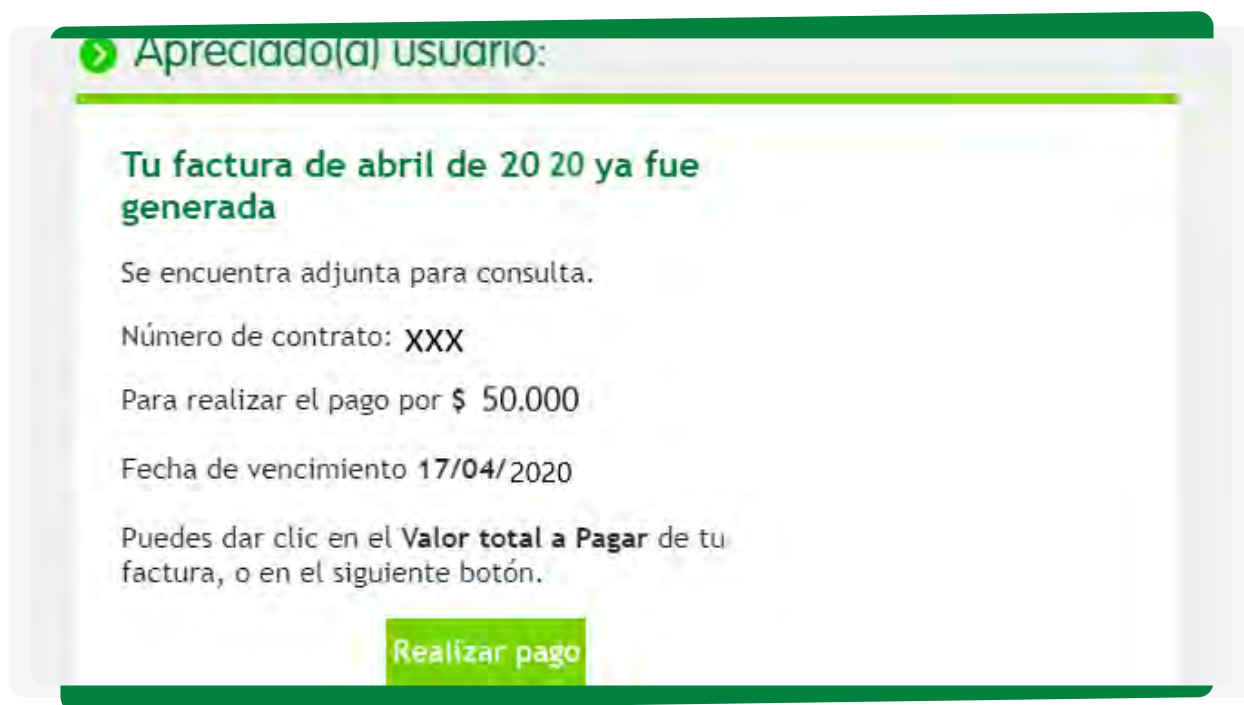 Apreciado(a) usuario:
Tu factura de abril de 20 20 ya fue
generada
Se encuentra adjunta para consulta.
Número de contrato: XXX
Para realizar el pago por $ 50.000
Fecha de vencimiento 17/04/2020
Puedes dar clic en el Valor total a Pagar de tu
factura, o en el siguiente botón.
Realizar pago